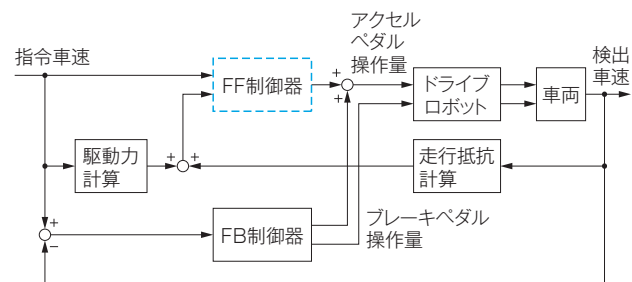 アクセル
ペダル
操作量
指令車速
検出
車速
FF制御器
+
+
ドライブ
ロボット
車両
駆動力
計算
+
+
走行抵抗
計算
+
−
FB制御器
ブレーキペダル
操作量